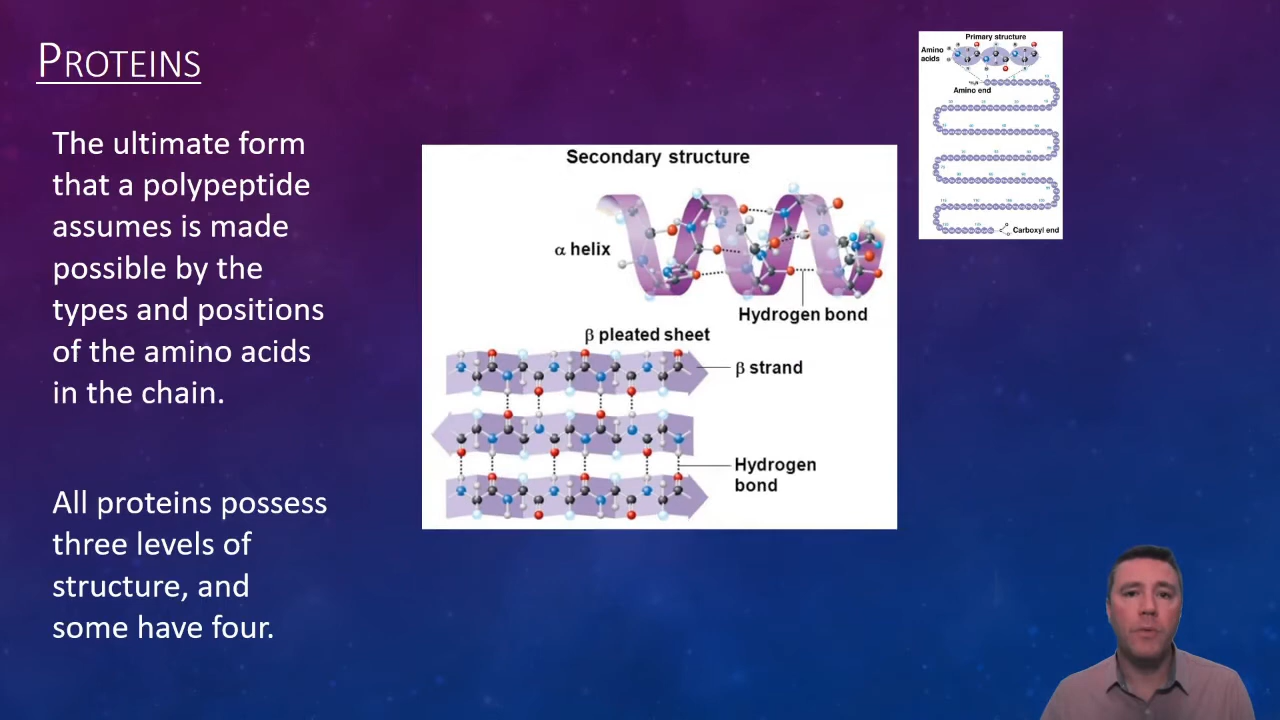 PROTEINS
The ultimate form
that a polypeptide
assumes is made
possible by the
types and positions
of the amino acids
in the chain.
All proteins possess
three levels of
structure, and
some have four.
Secondary structure
α helix
Hydrogen bond
β pleated sheet
β strand
Hydrogen
bond
Primary structure
Amino
acids
Amino end
Carboxyl end